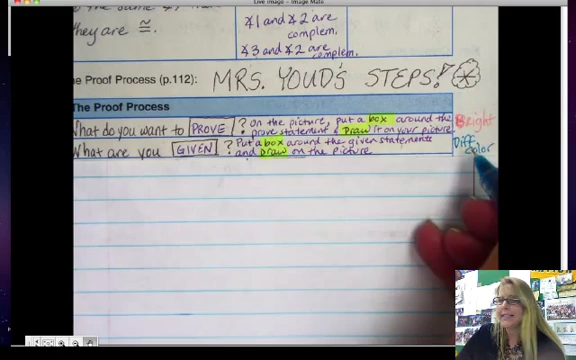 Live image - Image Mate
they are ≅.
∡1 and ∡2 are
complem.
∡3 and ∡2 are
complem.
The Proof Process (p.112): MRS. YOUD'S STEPS!
The Proof Process
What do you want to PROVE? on the picture, put a box around the
prove statement & Draw it on your picture
Bright
What are you GIVEN? Put a box around the given statements
and draw on the picture
Diff
color